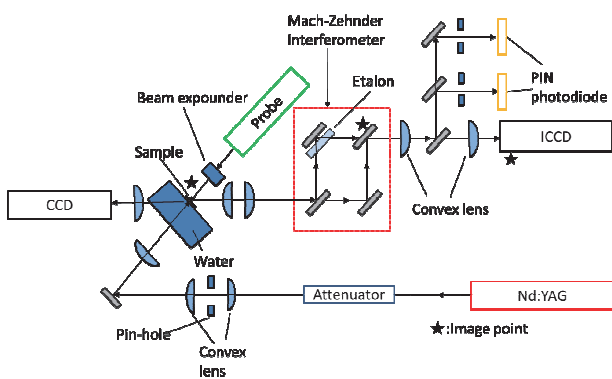 Mach-Zehnder
Interferometer
Etalon
Beam expounder
Probe
PIN
photodiode
Sample
ICCD
CCD
Convex lens
Water
Attenuator
Nd:YAG
Pin-hole
Convex
lens
★:Image point